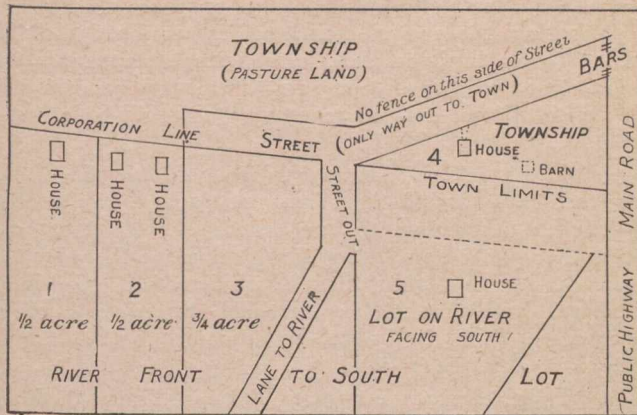 TOWNSHIP
(PASTURE LAND)
No fence on this side of Street
(ONLY WAY OUT TO TOWN)
BARS
CORPORATION LINE
STREET
TOWNSHIP
4
HOUSE
BARN
TOWN LIMITS
HOUSE
HOUSE
HOUSE
STREET OUT
MAIN ROAD
PUBLIC HIGHWAY
1
1/2 acre
2
1/2 acre
3
3/4 acre
LANE TO RIVER
5
HOUSE
LOT ON RIVER
FACING SOUTH
RIVER FRONT TO SOUTH LOT